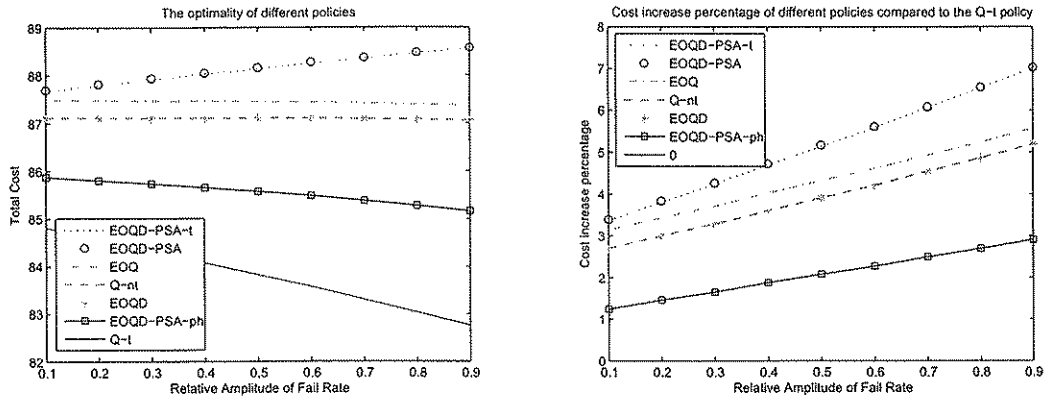 The optimality of different policies
89
88
87
86
85
84
83
82
Total Cost
EOQD-PSA-t
EOQD-PSA
EOQ
Q-nt
EOQD
EOQD-PSA-ph
Q-t
0.1 0.2 0.3 0.4 0.5 0.6 0.7 0.8 0.9
Relative Amplitude of Fail Rate
Cost increase percentage of different policies compared to the Q-t policy
8
7
6
5
4
3
2
1
0
Cost increase percentage
EOQD-PSA-t
EOQD-PSA
EOQ
Q-nt
EOQD
EOQD-PSA-ph
0
0.1 0.2 0.3 0.4 0.5 0.6 0.7 0.8 0.9
Relative Amplitude of Fail Rate